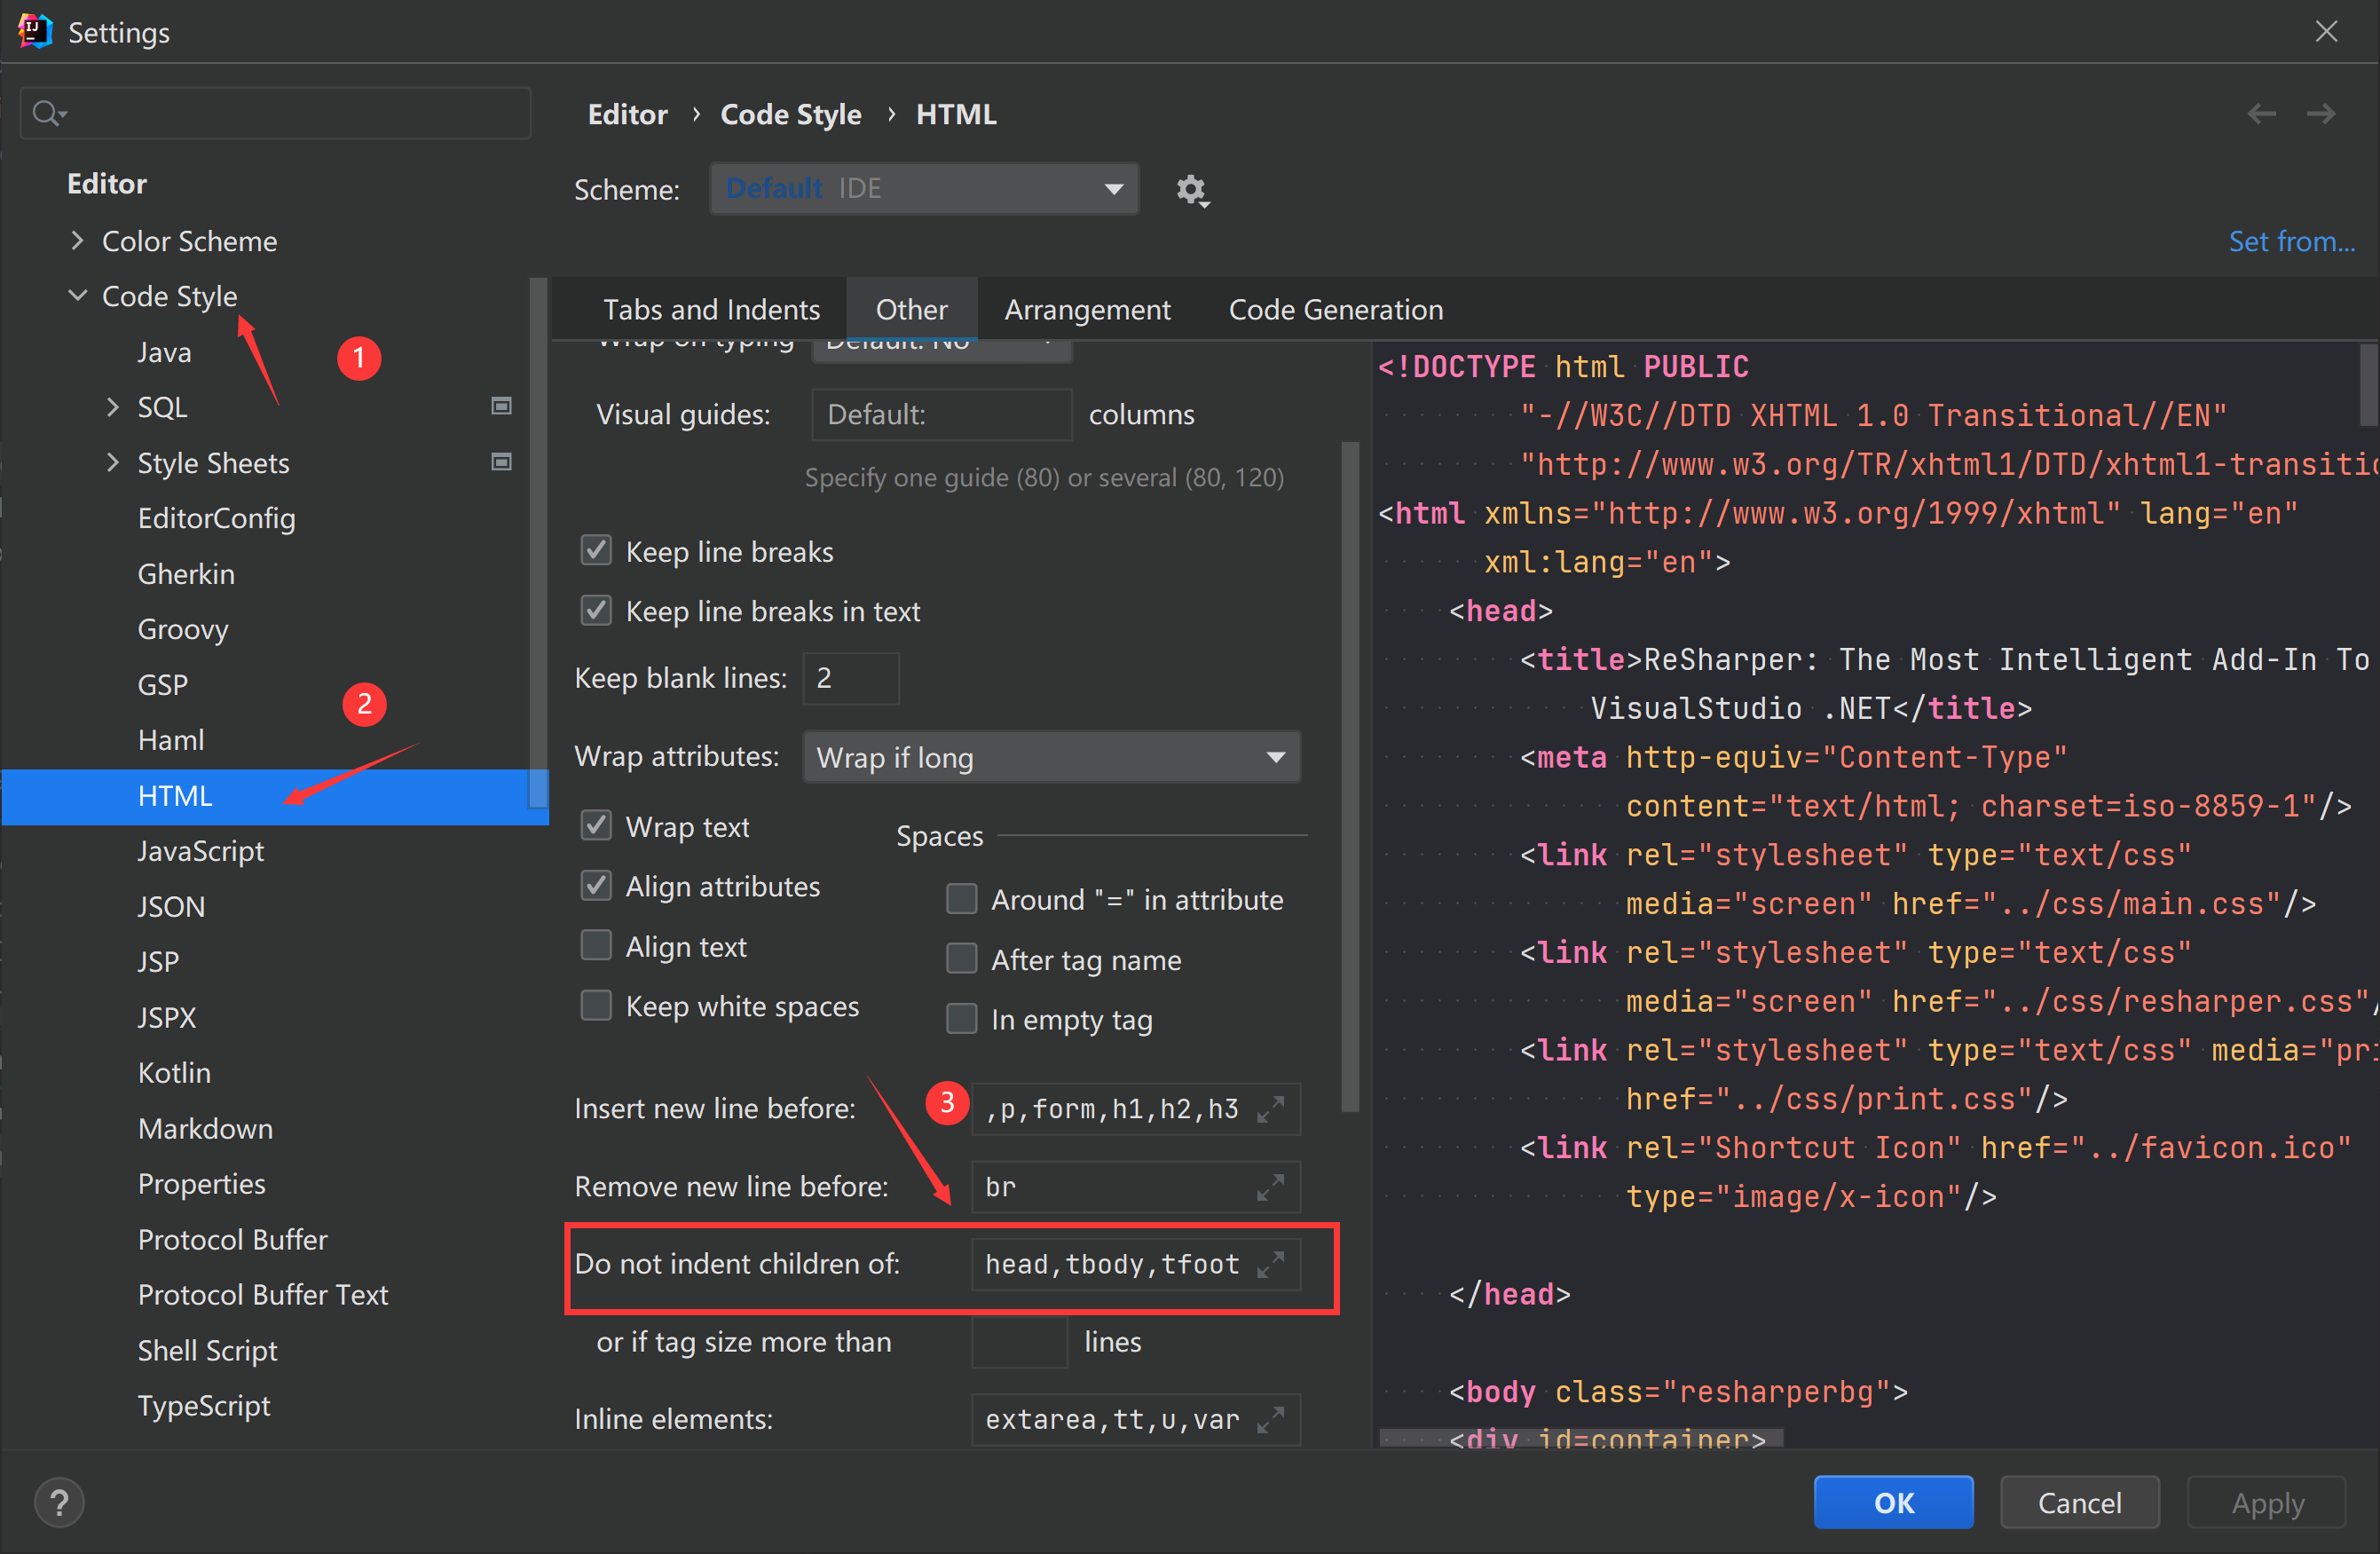 Settings
Editor
Color Scheme
Code Style
Java
SQL
Style Sheets
EditorConfig
Gherkin
Groovy
GSP
Haml
HTML
JavaScript
JSON
JSP
JSPX
Kotlin
Markdown
Properties
Protocol Buffer
Protocol Buffer Text
Shell Script
TypeScript
1
2
Editor › Code Style › HTML
Scheme: Default IDE
Set from...
Tabs and Indents Other Arrangement Code Generation
Wrap on typing Default: No
Visual guides: Default: columns
Specify one guide (80) or several (80, 120)
Keep line breaks
Keep line breaks in text
Keep blank lines: 2
Wrap attributes: Wrap if long
Wrap text
Align attributes
Align text
Keep white spaces
Spaces
Around "=" in attribute
After tag name
In empty tag
3
Insert new line before: ,p,form,h1,h2,h3
Remove new line before: br
Do not indent children of: head,tbody,tfoot
or if tag size more than lines
Inline elements: extarea,tt,u,var
<!DOCTYPE html PUBLIC
"-//W3C//DTD XHTML 1.0 Transitional//EN"
"http://www.w3.org/TR/xhtml1/DTD/xhtml1-transitio
<html xmlns="http://www.w3.org/1999/xhtml" lang="en"
xml:lang="en">
<head>
<title>ReSharper: The Most Intelligent Add-In To
VisualStudio .NET</title>
<meta http-equiv="Content-Type"
content="text/html; charset=iso-8859-1"/>
<link rel="stylesheet" type="text/css"
media="screen" href="../css/main.css"/>
<link rel="stylesheet" type="text/css"
media="screen" href="../css/resharper.css"/
<link rel="stylesheet" type="text/css" media="pri
href="../css/print.css"/>
<link rel="Shortcut Icon" href="../favicon.ico"
type="image/x-icon"/>
</head>
<body class="resharperbg">
<div id=container>
?
OK
Cancel
Apply